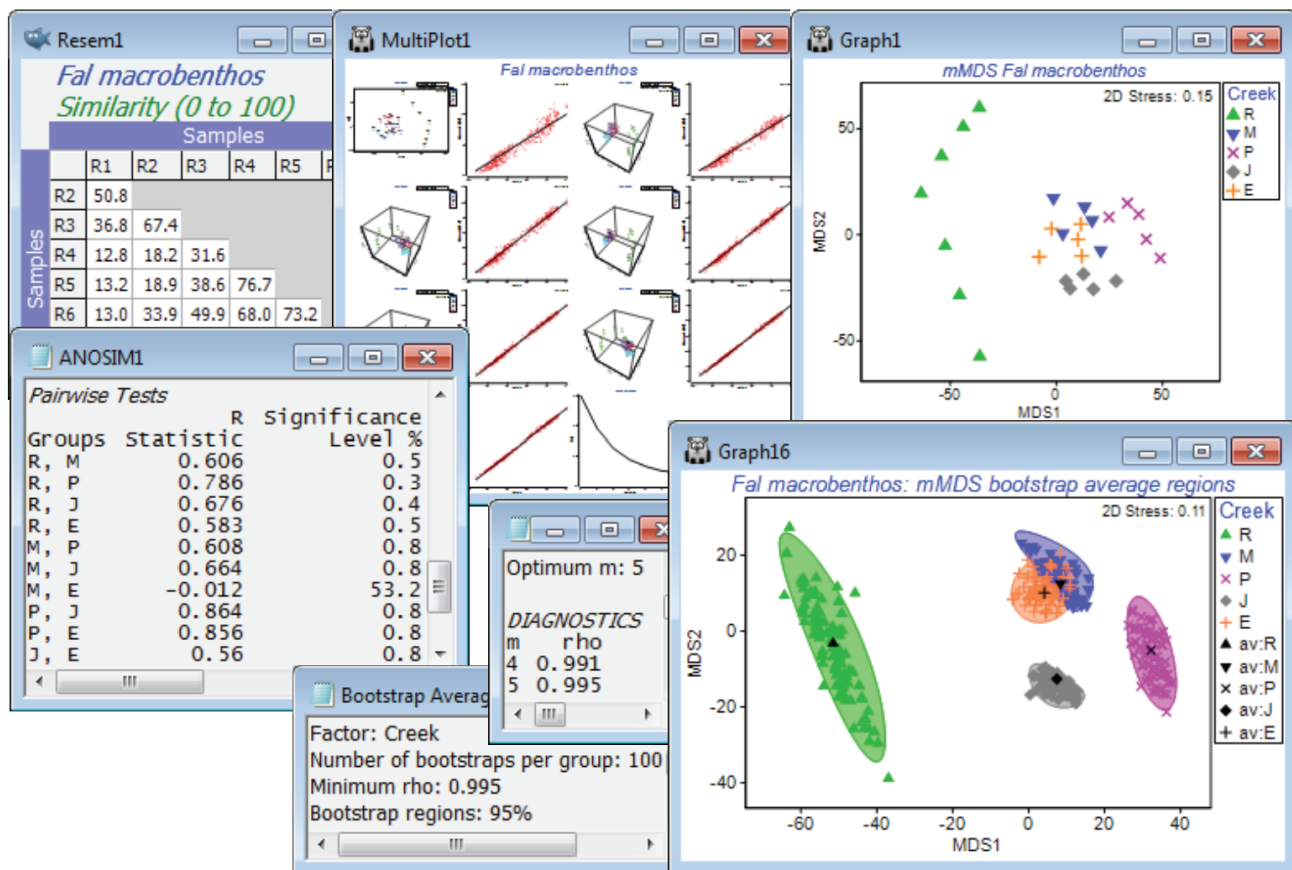 Resem1
Fal macrobenthos
Similarity (0 to 100)
Samples
R1 R2 R3 R4 R5
Samples
R2 50.8
R3 36.8 67.4
R4 12.8 18.2 31.6
R5 13.2 18.9 38.6 76.7
R6 13.0 33.9 49.9 68.0 73.2
MultiPlot1
Fal macrobenthos
Graph1
mMDS Fal macrobenthos
2D Stress: 0.15
Creek
R
M
P
J
E
50
0
-50
MDS2
-50 0 50
MDS1
ANOSIM1
Pairwise Tests
R Significance
Groups Statistic Level %
R, M 0.606 0.5
R, P 0.786 0.3
R, J 0.676 0.4
R, E 0.583 0.5
M, P 0.608 0.8
M, J 0.664 0.8
M, E -0.012 53.2
P, J 0.864 0.8
P, E 0.856 0.8
J, E 0.56 0.8
Optimum m: 5
DIAGNOSTICS
m rho
4 0.991
5 0.995
Bootstrap
Factor: Creek
Number of bootstraps per group: 100
Minimum rho: 0.995
Bootstrap regions: 95%
Graph16
Fal macrobenthos: mMDS bootstrap average regions
2D Stress: 0.11
Creek
R
M
P
J
E
av:R
av:M
av:P
av:J
av:E
20
0
-20
-40
MDS2
-60 -40 -20 0 20 40
MDS1